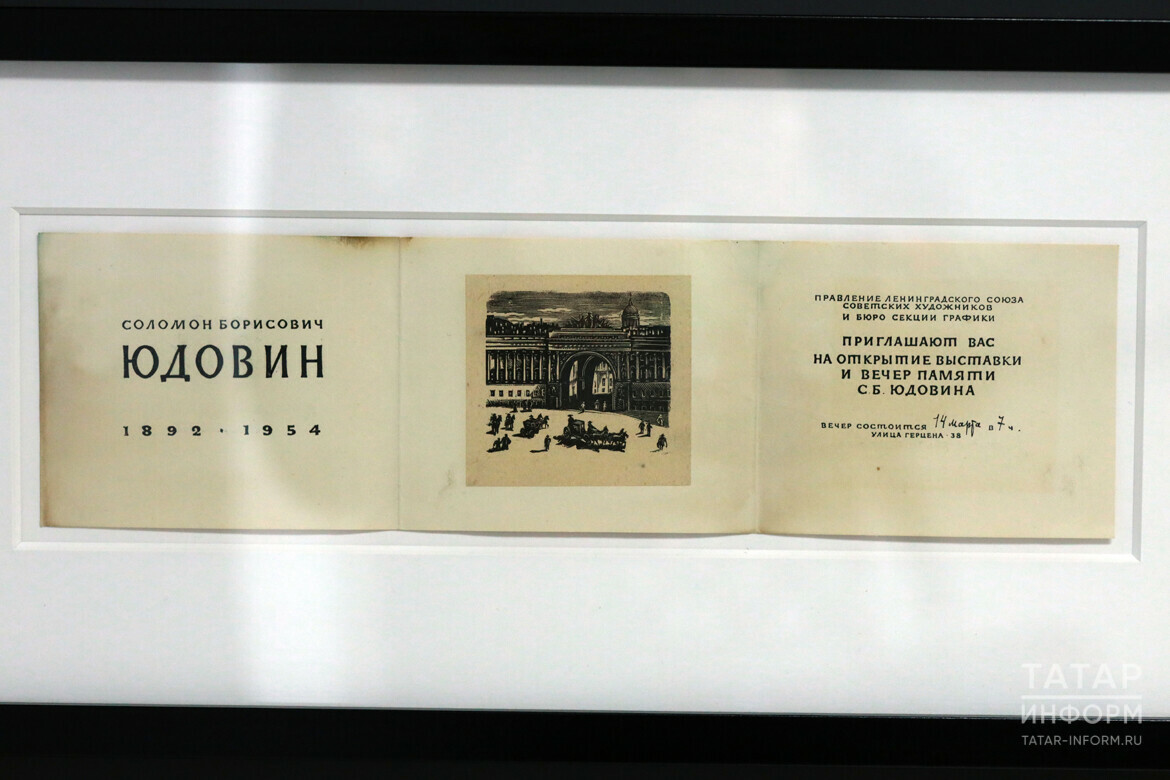 СОЛОМОН БОРИСОВИЧ
ЮДОВИН
1892 · 1954
ПРАВЛЕНИЕ ЛЕНИНГРАДСКОГО СОЮЗА
СОВЕТСКИХ ХУДОЖНИКОВ
И БЮРО СЕКЦИИ ГРАФИКИ
ПРИГЛАШАЮТ ВАС
НА ОТКРЫТИЕ ВЫСТАВКИ
И ВЕЧЕР ПАМЯТИ
С.Б. ЮДОВИНА
ВЕЧЕР СОСТОИТСЯ 14 марта в 7 ч.
УЛИЦА ГЕРЦЕНА · 38
ТАТАР
ИНФОРМ
TATAR-INFORM.RU